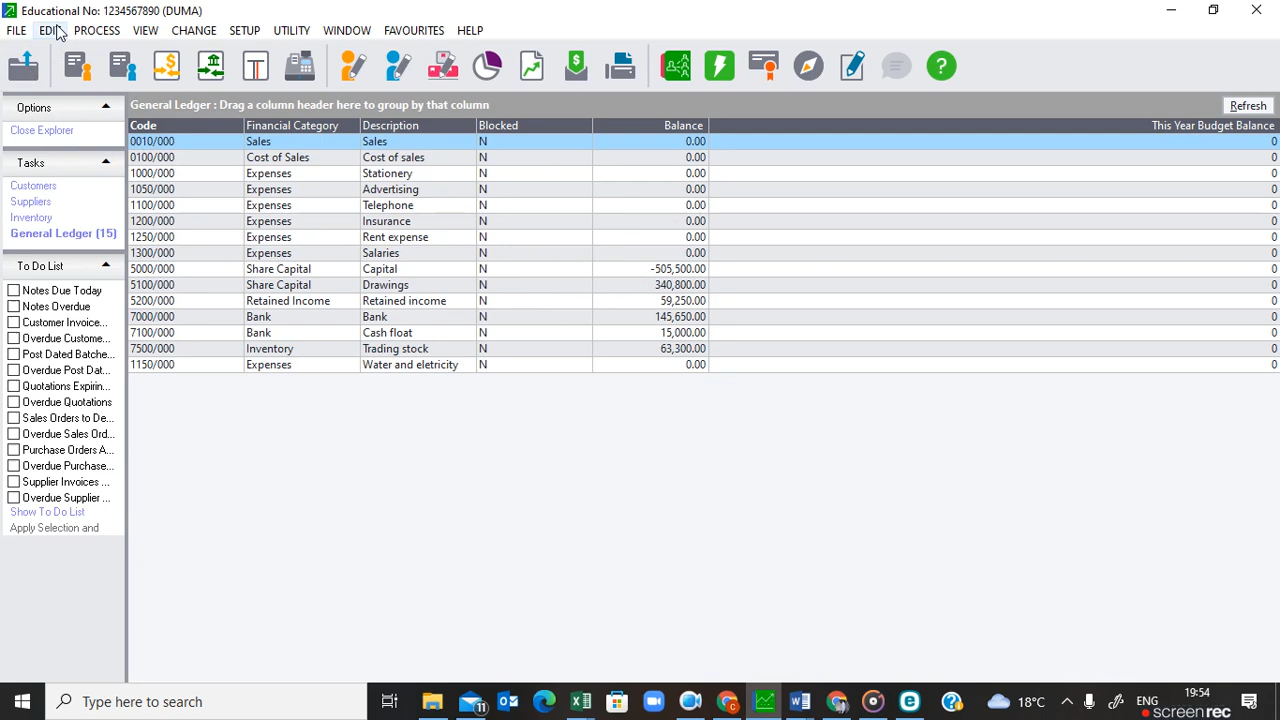 Educational No: 1234567890 (DUMA)
FILE EDIT PROCESS VIEW CHANGE SETUP UTILITY WINDOW FAVOURITES HELP
Options
Close Explorer
Tasks
Customers
Suppliers
Inventory
General Ledger (15)
To Do List
Notes Due Today
Notes Overdue
Customer Invoice...
Overdue Custome...
Post Dated Batche...
Overdue Post Dat...
Quotations Expirin...
Overdue Quotations
Sales Orders to De...
Overdue Sales Ord...
Purchase Orders A...
Overdue Purchase...
Supplier Invoices ...
Overdue Supplier ...
Show To Do List
Apply Selection and
General Ledger : Drag a column header here to group by that column Refresh
Code Financial Category Description Blocked Balance This Year Budget Balance
0010/000 Sales Sales N 0.00 0
0100/000 Cost of Sales Cost of sales N 0.00 0
1000/000 Expenses Stationery N 0.00 0
1050/000 Expenses Advertising N 0.00 0
1100/000 Expenses Telephone N 0.00 0
1200/000 Expenses Insurance N 0.00 0
1250/000 Expenses Rent expense N 0.00 0
1300/000 Expenses Salaries N 0.00 0
5000/000 Share Capital Capital N -505,500.00 0
5100/000 Share Capital Drawings N 340,800.00 0
5200/000 Retained Income Retained income N 59,250.00 0
7000/000 Bank Bank N 145,650.00 0
7100/000 Bank Cash float N 15,000.00 0
7500/000 Inventory Trading stock N 63,300.00 0
1150/000 Expenses Water and eletricity N 0.00 0
Type here to search 11 18°C ENG 19:54
SCREENREC